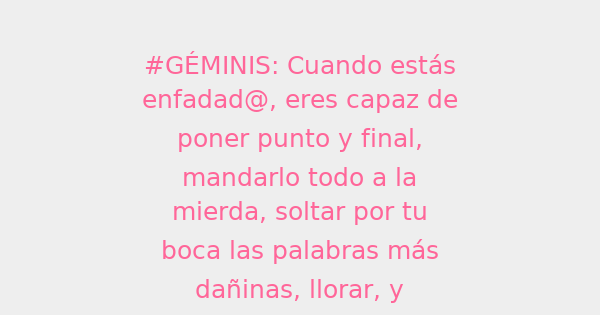 #GÉMINIS: Cuando estás
enfadad@, eres capaz de
poner punto y final,
mandarlo todo a la
mierda, soltar por tu
boca las palabras más
dañinas, llorar, y